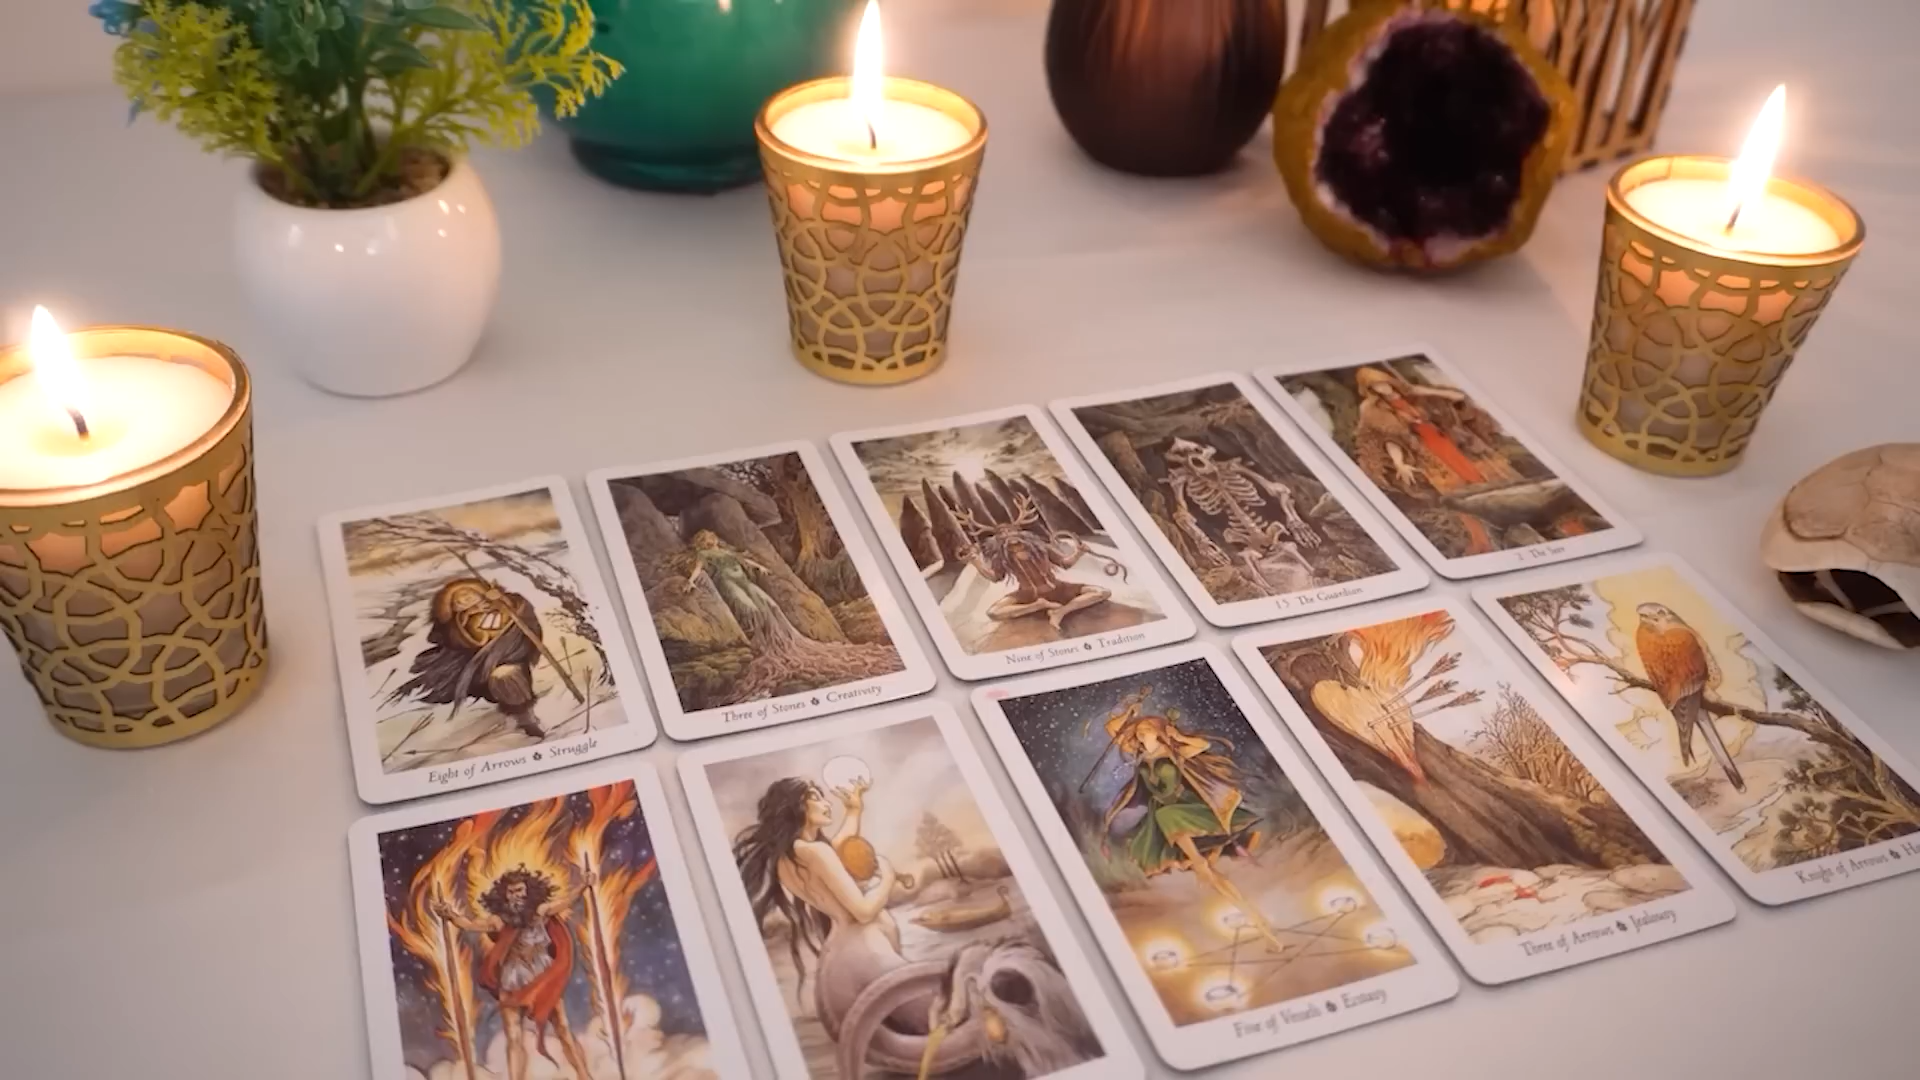 Eight of Arrows Struggle
Three of Stones Creativity
Nine of Stones Tradition
15 The Guardian
2 The Seer
Five of Vessels Ecstasy
Three of Arrows Jealousy
Knight of Arrows